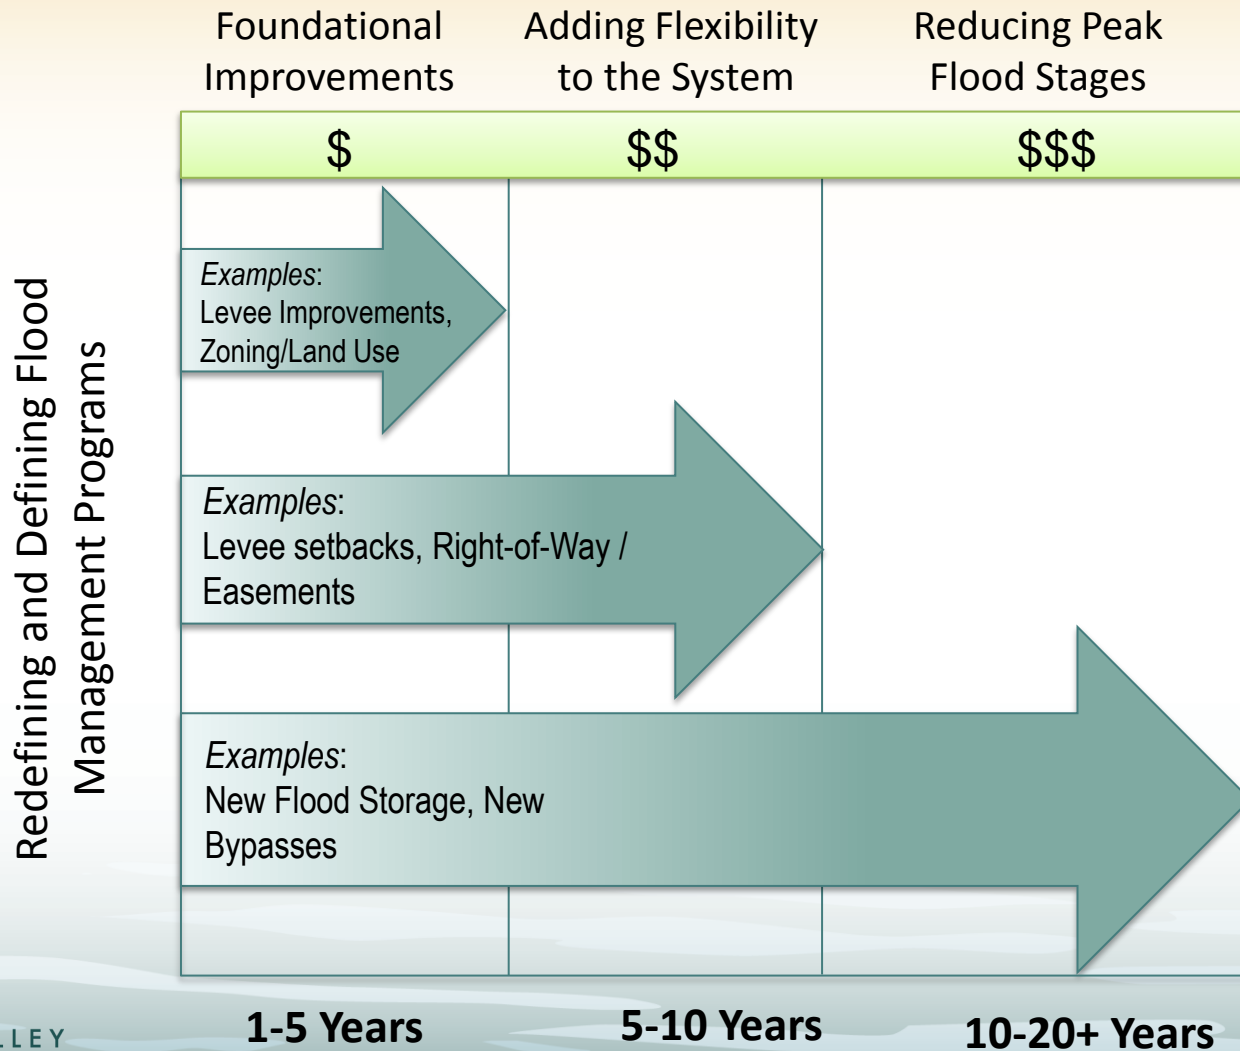 Foundational
Improvements
Adding Flexibility
to the System
Reducing Peak
Flood Stages
$
$$
$$$
Redefining and Defining Flood
Management Programs
Examples:
Levee Improvements,
Zoning/Land Use
Examples:
Levee setbacks, Right-of-Way /
Easements
Examples:
New Flood Storage, New
Bypasses
1-5 Years
5-10 Years
10-20+ Years